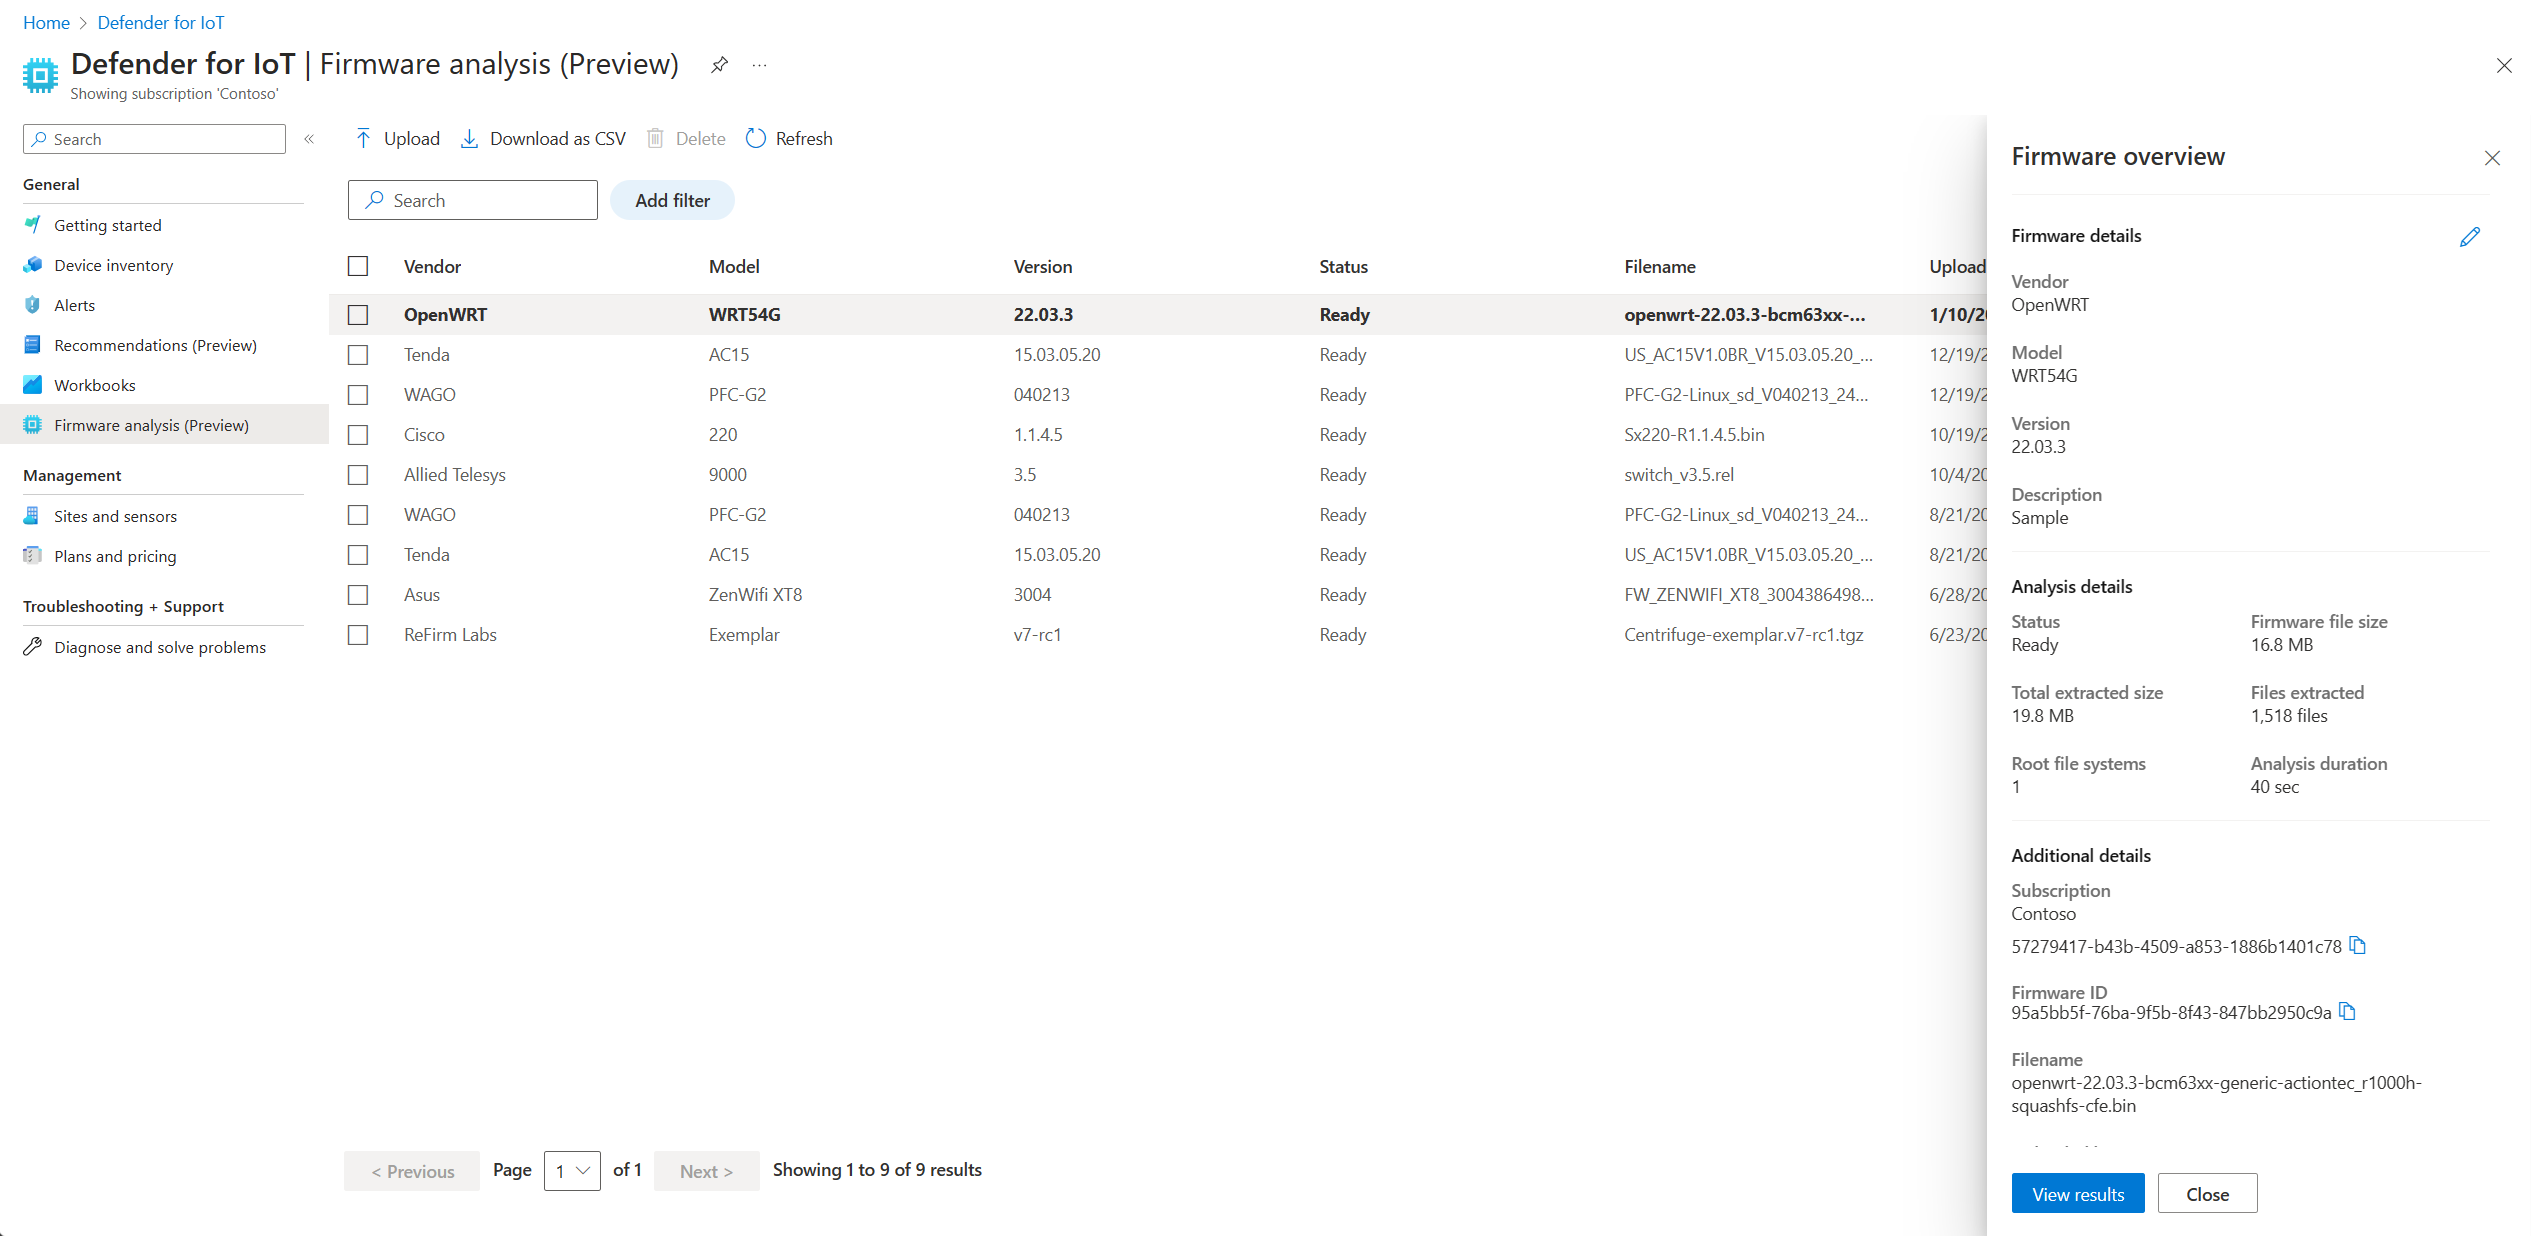 Home > Defender for IoT
Defender for IoT | Firmware analysis (Preview) ...
Showing subscription 'Contoso'
Search «
General
Getting started
Device inventory
Alerts
Recommendations (Preview)
Workbooks
Firmware analysis (Preview)
Management
Sites and sensors
Plans and pricing
Troubleshooting + Support
Diagnose and solve problems
Upload Download as CSV Delete Refresh
Search Add filter
Vendor Model Version Status Filename Upload
OpenWRT WRT54G 22.03.3 Ready openwrt-22.03.3-bcm63xx-... 1/10/20
Tenda AC15 15.03.05.20 Ready US_AC15V1.0BR_V15.03.05.20_... 12/19/2
WAGO PFC-G2 040213 Ready PFC-G2-Linux_sd_V040213_24... 12/19/2
Cisco 220 1.1.4.5 Ready Sx220-R1.1.4.5.bin 10/19/2
Allied Telesys 9000 3.5 Ready switch_v3.5.rel 10/4/20
WAGO PFC-G2 040213 Ready PFC-G2-Linux_sd_V040213_24... 8/21/20
Tenda AC15 15.03.05.20 Ready US_AC15V1.0BR_V15.03.05.20_... 8/21/20
Asus ZenWifi XT8 3004 Ready FW_ZENWIFI_XT8_3004386498... 6/28/20
ReFirm Labs Exemplar v7-rc1 Ready Centrifuge-exemplar.v7-rc1.tgz 6/23/20
< Previous Page 1 of 1 Next > Showing 1 to 9 of 9 results
Firmware overview
Firmware details
Vendor
OpenWRT
Model
WRT54G
Version
22.03.3
Description
Sample
Analysis details
Status Firmware file size
Ready 16.8 MB
Total extracted size Files extracted
19.8 MB 1,518 files
Root file systems Analysis duration
1 40 sec
Additional details
Subscription
Contoso
57279417-b43b-4509-a853-1886b1401c78
Firmware ID
95a5bb5f-76ba-9f5b-8f43-847bb2950c9a
Filename
openwrt-22.03.3-bcm63xx-generic-actiontec_r1000h-
squashfs-cfe.bin
View results Close